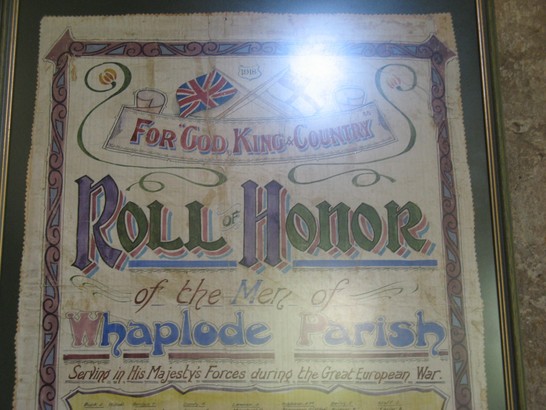 1918
FOR "GOD, KING & COUNTRY"
ROLL OF HONOR
of the Men of
Whaplode Parish
Serving in His Majesty's Forces during the Great European War.